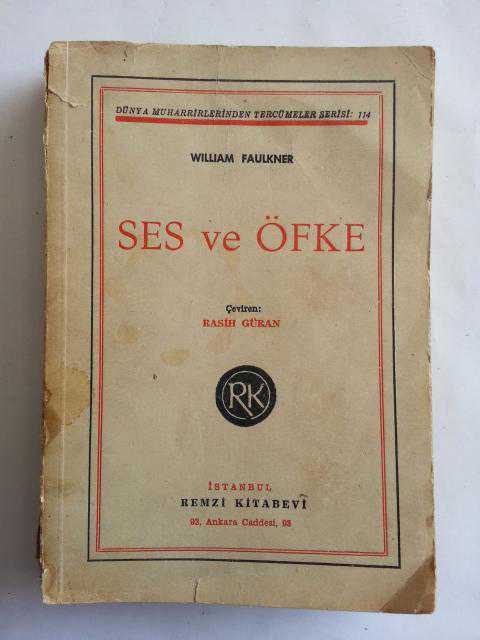 DÜNYA MUHARRİRLERİNDEN TERCÜMELER SERİSİ: 114
WILLIAM FAULKNER
SES ve ÖFKE
Çeviren:
RASİH GÜRAN
RK
İSTANBUL
REMZİ KİTABEVİ
93, Ankara Caddesi, 93